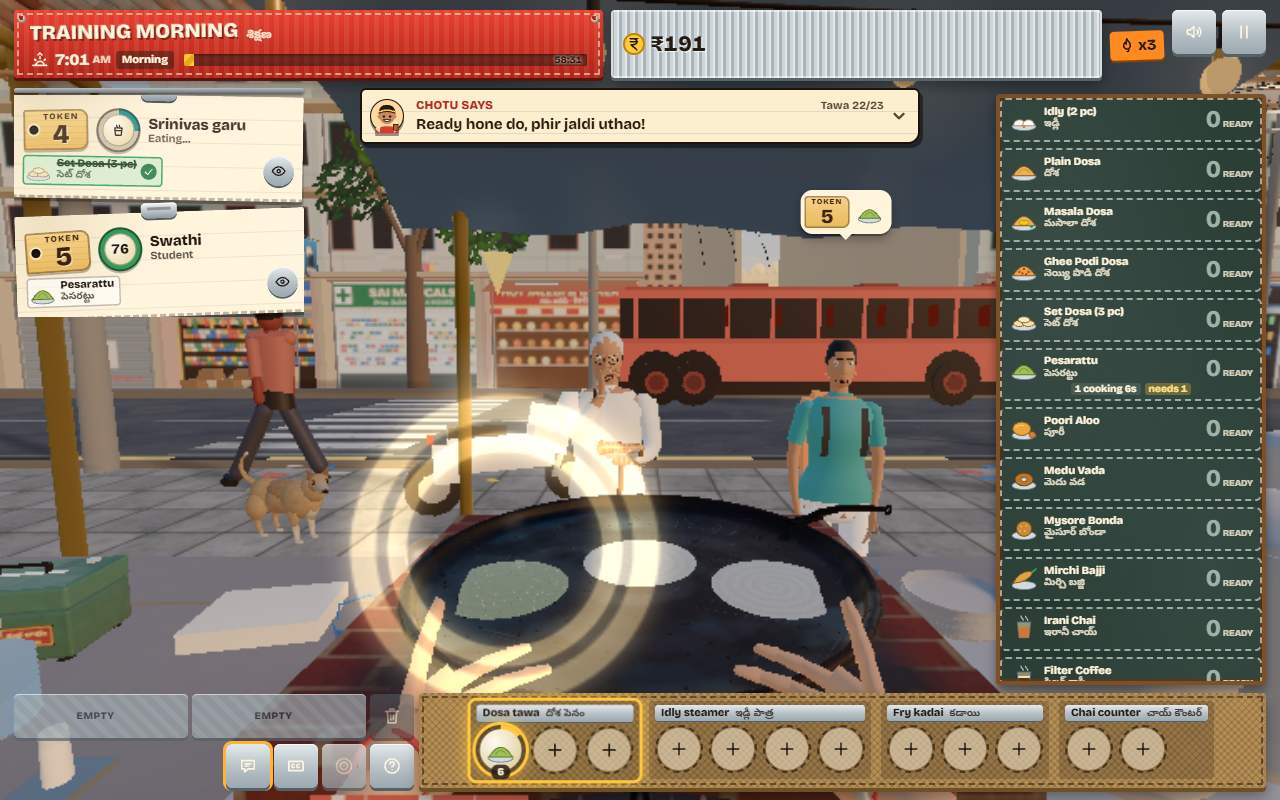 TRAINING MORNING శిక్షణ
7:01 AM Morning 58:31
₹191
x3
TOKEN
4
Srinivas garu
Eating...
Set Dosa (3 pc)
సెట్ దోశ
TOKEN
5
76
Swathi
Student
Pesarattu
పెసరట్టు
CHOTU SAYS
Tawa 22/23
Ready hone do, phir jaldi uthao!
TOKEN
5
Idly (2 pc)
ఇడ్లీ
0 READY
Plain Dosa
దోశ
0 READY
Masala Dosa
మసాలా దోశ
0 READY
Ghee Podi Dosa
నెయ్యి పొడి దోశ
0 READY
Set Dosa (3 pc)
సెట్ దోశ
0 READY
Pesarattu
పెసరట్టు
0 READY
1 cooking 6s needs 1
Poori Aloo
పూరీ
0 READY
Medu Vada
మెదు వడ
0 READY
Mysore Bonda
మైసూర్ బోండా
0 READY
Mirchi Bajji
మిర్చి బజ్జీ
0 READY
Irani Chai
ఇరానీ చాయ్
0 READY
Filter Coffee
EMPTY
EMPTY
CC
Dosa tawa దోశ పెనం
6
Idly steamer ఇడ్లీ పాత్ర
Fry kadai కడాయి
Chai counter చాయ్ కౌంటర్